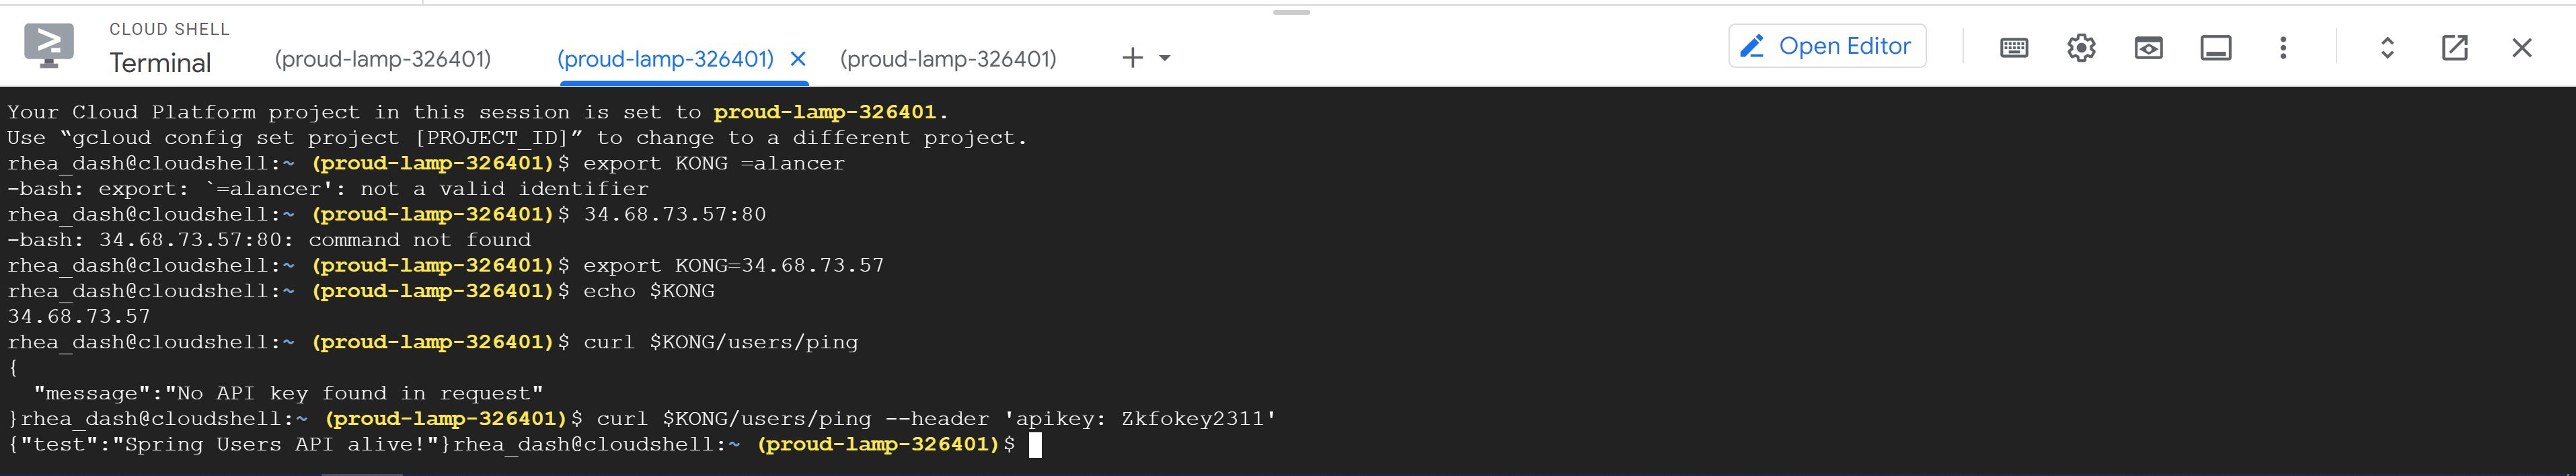 CLOUD SHELL
Terminal
(proud-lamp-326401)
(proud-lamp-326401)
(proud-lamp-326401)
Open Editor
Your Cloud Platform project in this session is set to proud-lamp-326401.
Use “gcloud config set project [PROJECT_ID]” to change to a different project.
rhea_dash@cloudshell:~ (proud-lamp-326401)$ export KONG =alancer
-bash: export: `=alancer': not a valid identifier
rhea_dash@cloudshell:~ (proud-lamp-326401)$ 34.68.73.57:80
-bash: 34.68.73.57:80: command not found
rhea_dash@cloudshell:~ (proud-lamp-326401)$ export KONG=34.68.73.57
rhea_dash@cloudshell:~ (proud-lamp-326401)$ echo $KONG
34.68.73.57
rhea_dash@cloudshell:~ (proud-lamp-326401)$ curl $KONG/users/ping
{
  "message":"No API key found in request"
}rhea_dash@cloudshell:~ (proud-lamp-326401)$ curl $KONG/users/ping --header 'apikey: Zkfokey2311'
{"test":"Spring Users API alive!"}rhea_dash@cloudshell:~ (proud-lamp-326401)$